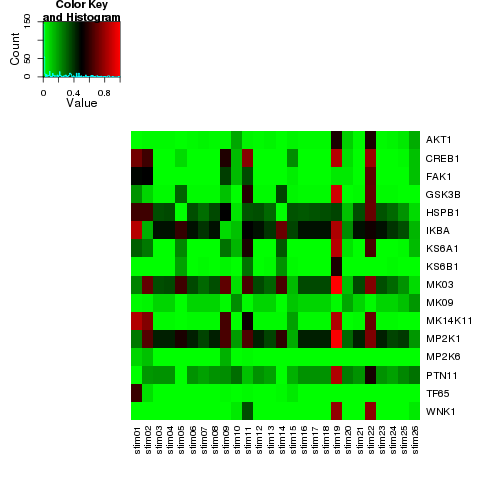 Color Key
and Histogram
Count
0 50 150
0 0.4 0.8
Value
AKT1
CREB1
FAK1
GSK3B
HSPB1
IKBA
KS6A1
KS6B1
MK03
MK09
MK14K11
MP2K1
MP2K6
PTN11
TF65
WNK1
stim01
stim02
stim03
stim04
stim05
stim06
stim07
stim08
stim09
stim10
stim11
stim12
stim13
stim14
stim15
stim16
stim17
stim18
stim19
stim20
stim21
stim22
stim23
stim24
stim25
stim26